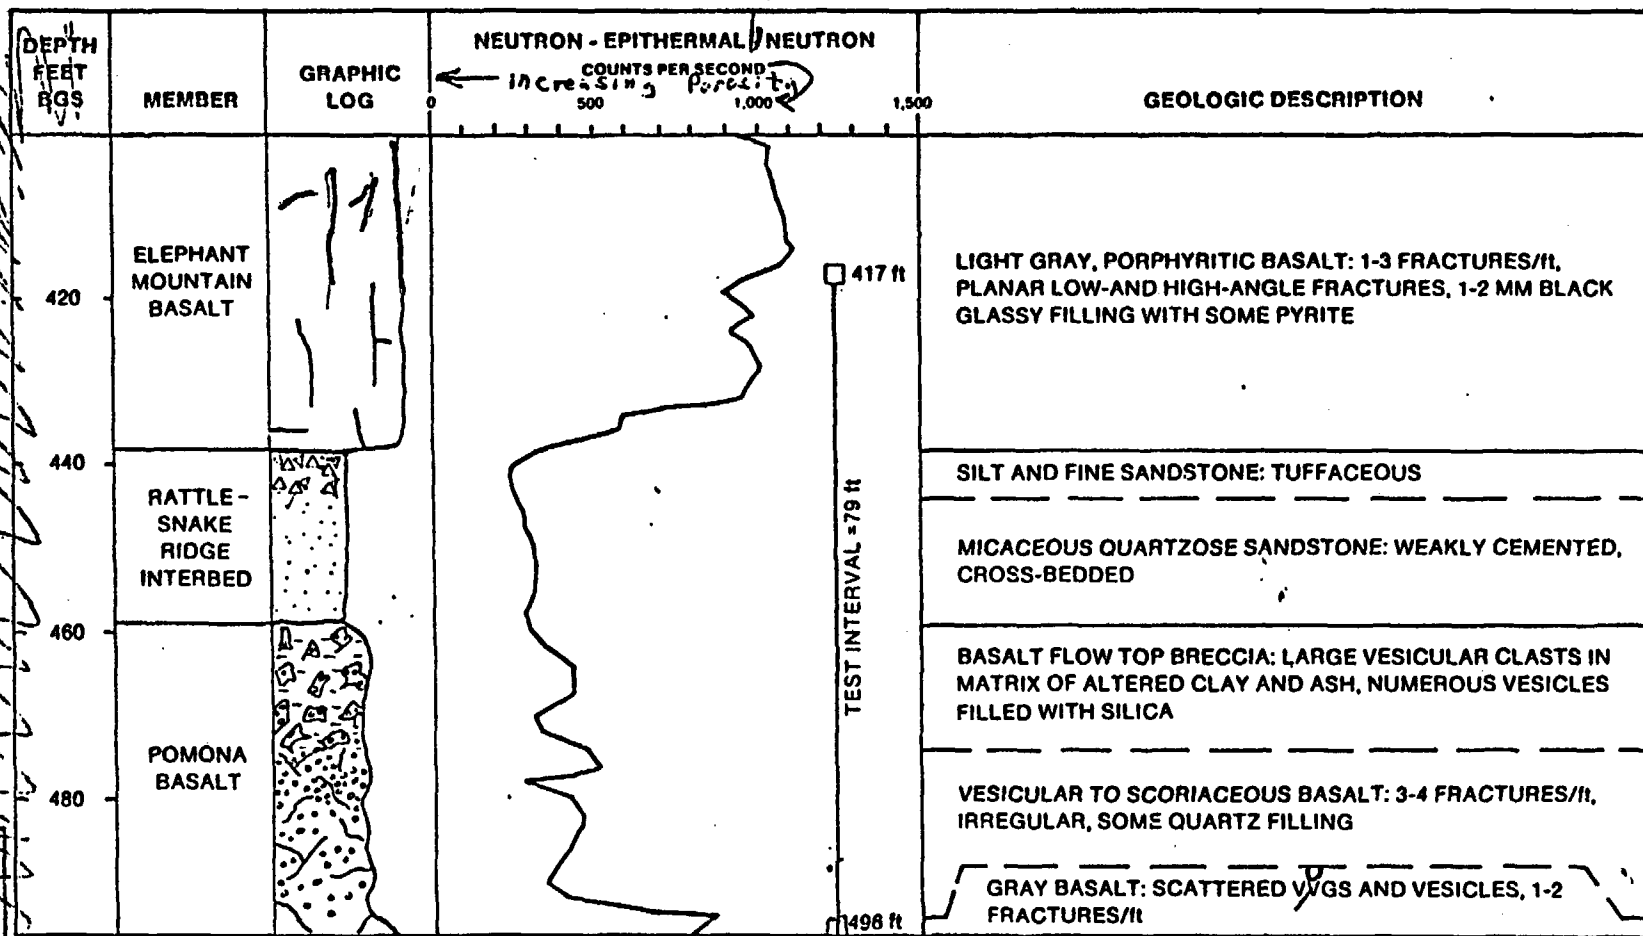 DEPTH
FEET
BGS
MEMBER
GRAPHIC
LOG
NEUTRON - EPITHERMAL NEUTRON
COUNTS PER SECOND
increasing Porosity
0
500
1,000
1,500
GEOLOGIC DESCRIPTION
420
440
460
480
ELEPHANT
MOUNTAIN
BASALT
RATTLE-
SNAKE
RIDGE
INTERBED
POMONA
BASALT
417 ft
TEST INTERVAL = 79 ft
498 ft
LIGHT GRAY, PORPHYRITIC BASALT: 1-3 FRACTURES/ft,
PLANAR LOW-AND HIGH-ANGLE FRACTURES, 1-2 MM BLACK
GLASSY FILLING WITH SOME PYRITE
SILT AND FINE SANDSTONE: TUFFACEOUS
MICACEOUS QUARTZOSE SANDSTONE: WEAKLY CEMENTED,
CROSS-BEDDED
BASALT FLOW TOP BRECCIA: LARGE VESICULAR CLASTS IN
MATRIX OF ALTERED CLAY AND ASH, NUMEROUS VESICLES
FILLED WITH SILICA
VESICULAR TO SCORIACEOUS BASALT: 3-4 FRACTURES/ft,
IRREGULAR, SOME QUARTZ FILLING
GRAY BASALT: SCATTERED VVGS AND VESICLES, 1-2
FRACTURES/ft